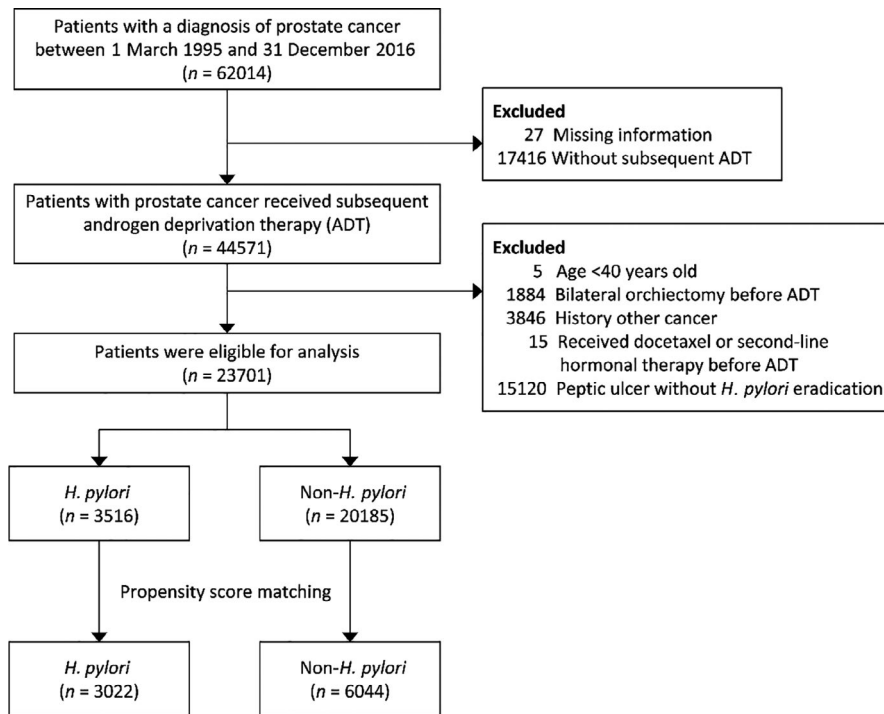 Patients with a diagnosis of prostate cancer
between 1 March 1995 and 31 December 2016
(n = 62014)
Excluded
27 Missing information
17416 Without subsequent ADT
Patients with prostate cancer received subsequent
androgen deprivation therapy (ADT)
(n = 44571)
Excluded
5 Age <40 years old
1884 Bilateral orchiectomy before ADT
3846 History other cancer
15 Received docetaxel or second-line
hormonal therapy before ADT
15120 Peptic ulcer without H. pylori eradication
Patients were eligible for analysis
(n = 23701)
H. pylori
(n = 3516)
Non-H. pylori
(n = 20185)
Propensity score matching
H. pylori
(n = 3022)
Non-H. pylori
(n = 6044)